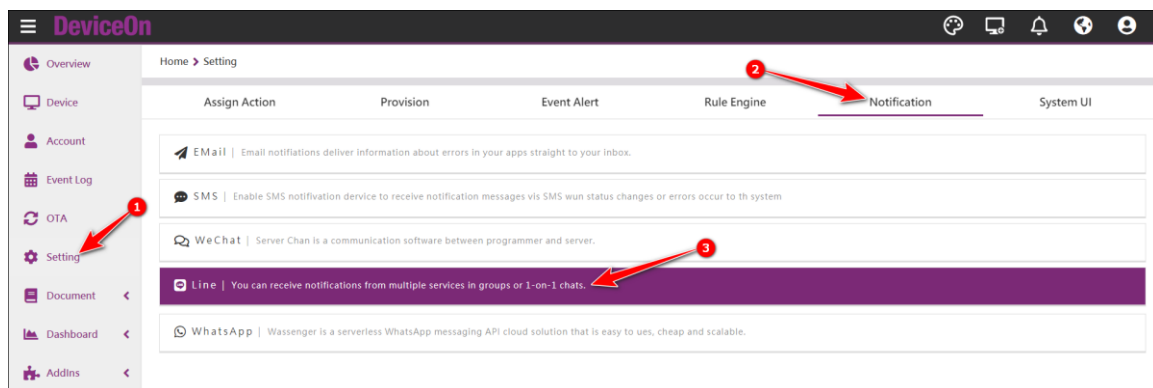 DeviceOn
Overview
Device
Account
Event Log
OTA
Setting
Document
Dashboard
AddIns
Home > Setting
Assign Action Provision Event Alert Rule Engine Notification System UI
EMail | Email notifiations deliver information about errors in your apps straight to your inbox.
SMS | Enable SMS notifivation dervice to receive notification messages vis SMS wun status changes or errors occur to th system
WeChat | Server Chan is a communication software between programmer and server.
Line | You can receive notifications from multiple services in groups or 1-on-1 chats.
WhatsApp | Wassenger is a serverless WhatsApp messaging API cloud solution that is easy to ues, cheap and scalable.
1
2
3